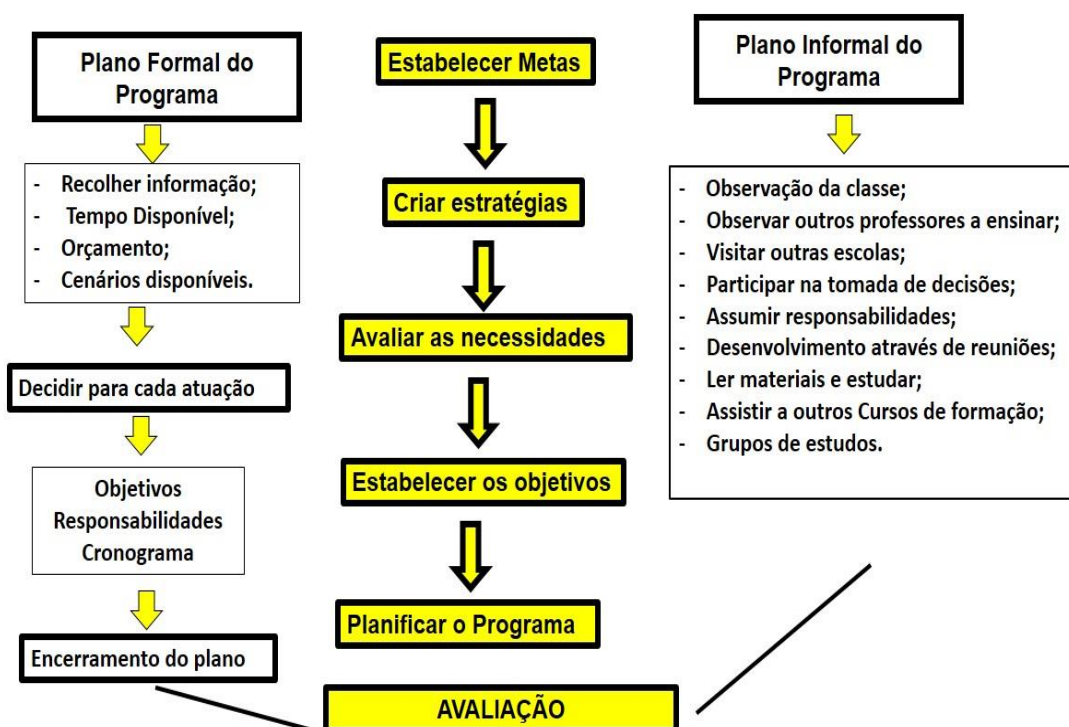 Plano Formal do
Programa
- Recolher informação;
- Tempo Disponível;
- Orçamento;
- Cenários disponíveis.
Decidir para cada atuação
Objetivos
Responsabilidades
Cronograma
Encerramento do plano
Estabelecer Metas
Criar estratégias
Avaliar as necessidades
Estabelecer os objetivos
Planificar o Programa
AVALIAÇÃO
Plano Informal do
Programa
- Observação da classe;
- Observar outros professores a ensinar;
- Visitar outras escolas;
- Participar na tomada de decisões;
- Assumir responsabilidades;
- Desenvolvimento através de reuniões;
- Ler materiais e estudar;
- Assistir a outros Cursos de formação;
- Grupos de estudos.